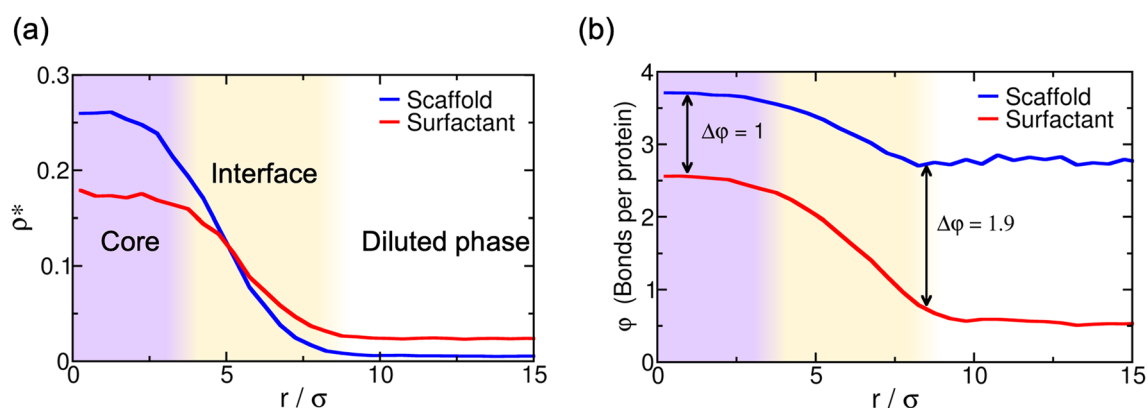 (a)
0.3
0.2
0.1
0
ρ*
Scaffold
Surfactant
Interface
Core
Diluted phase
0
5
10
15
r / σ
(b)
4
3
2
1
0
φ (Bonds per protein)
Scaffold
Surfactant
Δφ = 1
Δφ = 1.9
0
5
10
15
r / σ